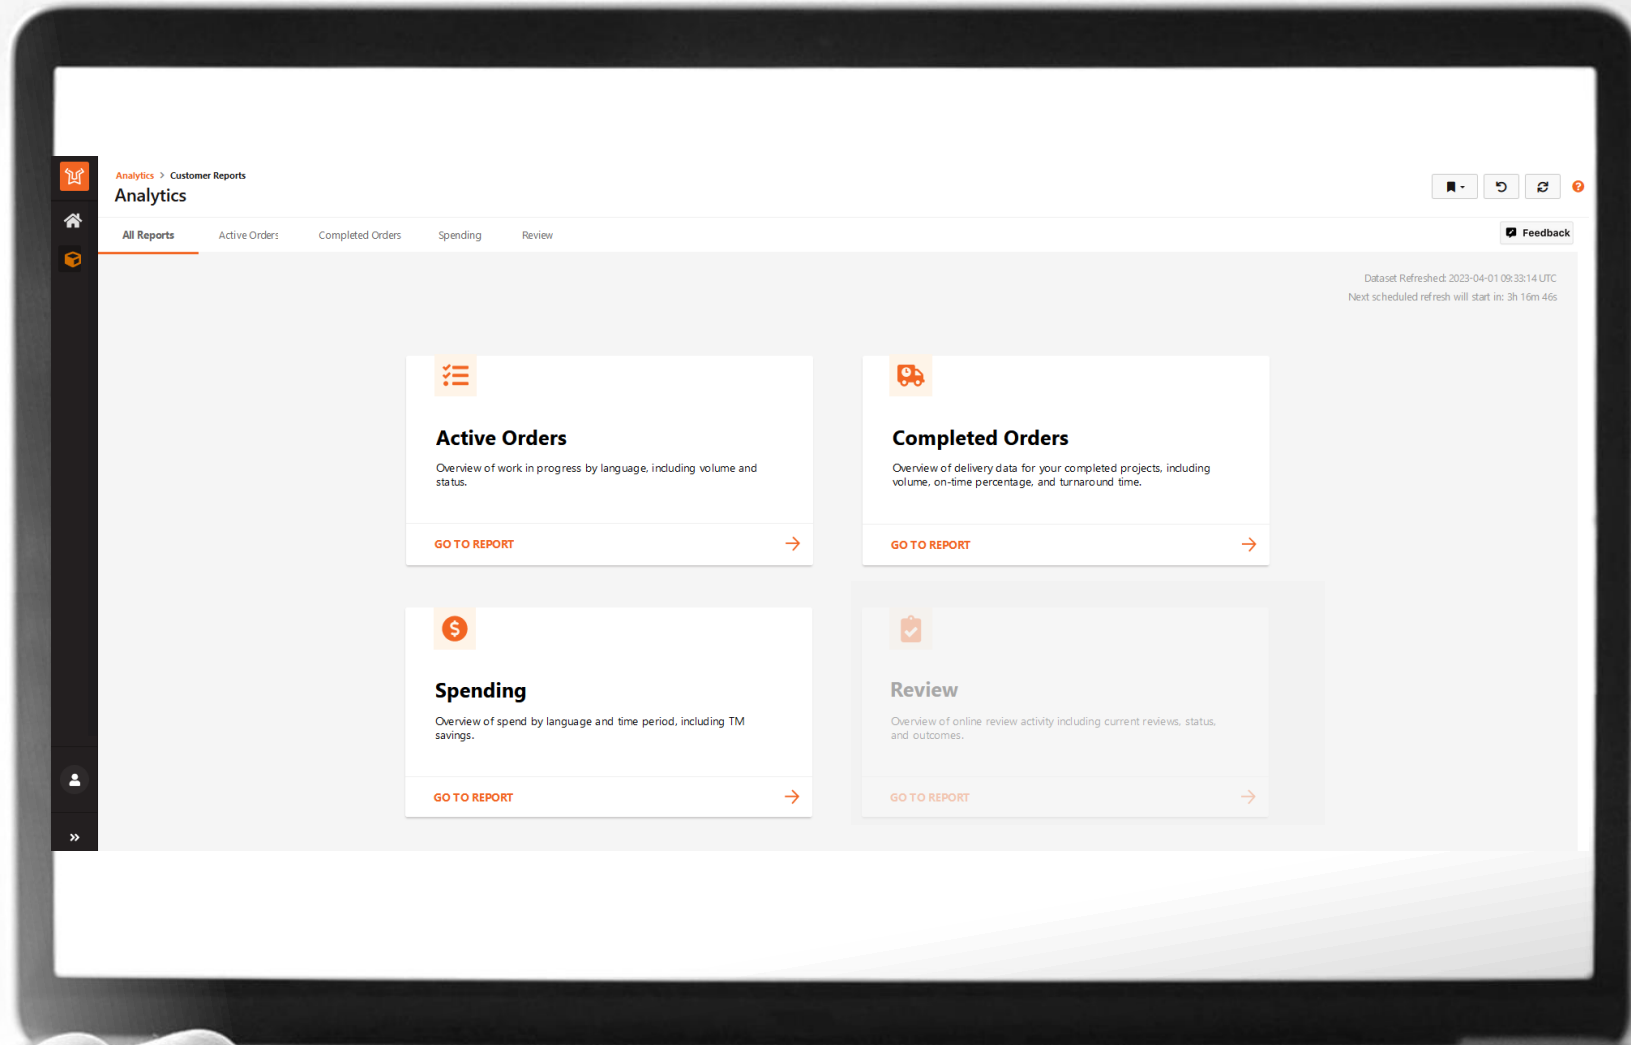 Analytics > Customer Reports
Analytics
All Reports
Active Orders
Completed Orders
Spending
Review
Feedback
Dataset Refreshed: 2023-04-01 09:33:14 UTC
Next scheduled refresh will start in: 3h 16m 46s
Active Orders
Overview of work in progress by language, including volume and
status.
GO TO REPORT
Completed Orders
Overview of delivery data for your completed projects, including
volume, on-time percentage, and turnaround time.
GO TO REPORT
Spending
Overview of spend by language and time period, including TM
savings.
GO TO REPORT
Review
Overview of online review activity including current reviews, status,
and outcomes.
GO TO REPORT